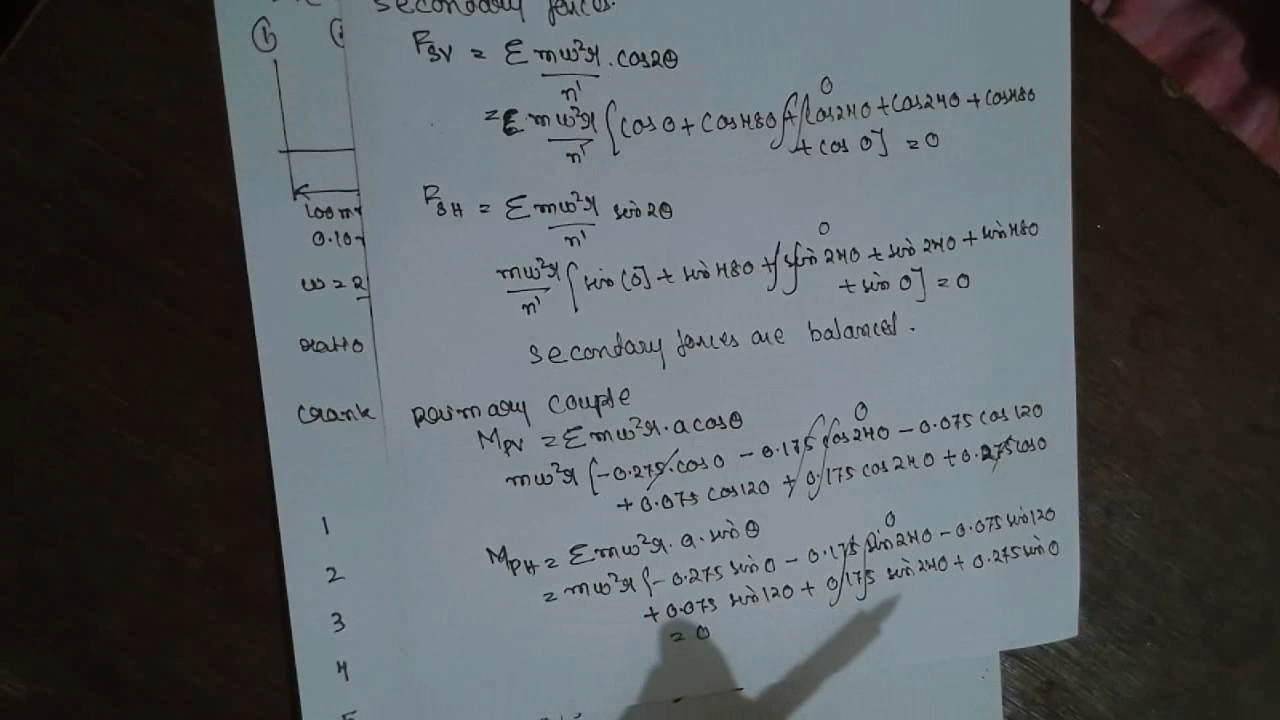 secondary forces.
F_SV = Σ mω²r/n' . cos2θ
= Σ mω²r/n' [cos 0 + cos 480 + cos 240 + cos 240 + cos 480
+ cos 0] = 0
F_SH = Σ mω²r/n' sin 2θ
mω²r/n' [sin (0) + sin 480 + sin 240 + sin 240 + sin 480
+ sin 0] = 0
secondary forces are balanced.
primary couple
M_PV = Σ mω²r. a cosθ
mω²r [-0.275. cos 0 - 0.175 cos 240 - 0.075 cos 120
+ 0.075 cos 120 + 0.175 cos 240 + 0.275 cos 0
M_PH = Σ mω²r. a. sin θ
= mω²r [-0.275 sin 0 - 0.175 sin 240 - 0.075 sin 120
+ 0.075 sin 120 + 0.175 sin 240 + 0.275 sin 0
= 0
1
100 m
0.10
ω = 2
ratio
crank
1
2
3
4
5